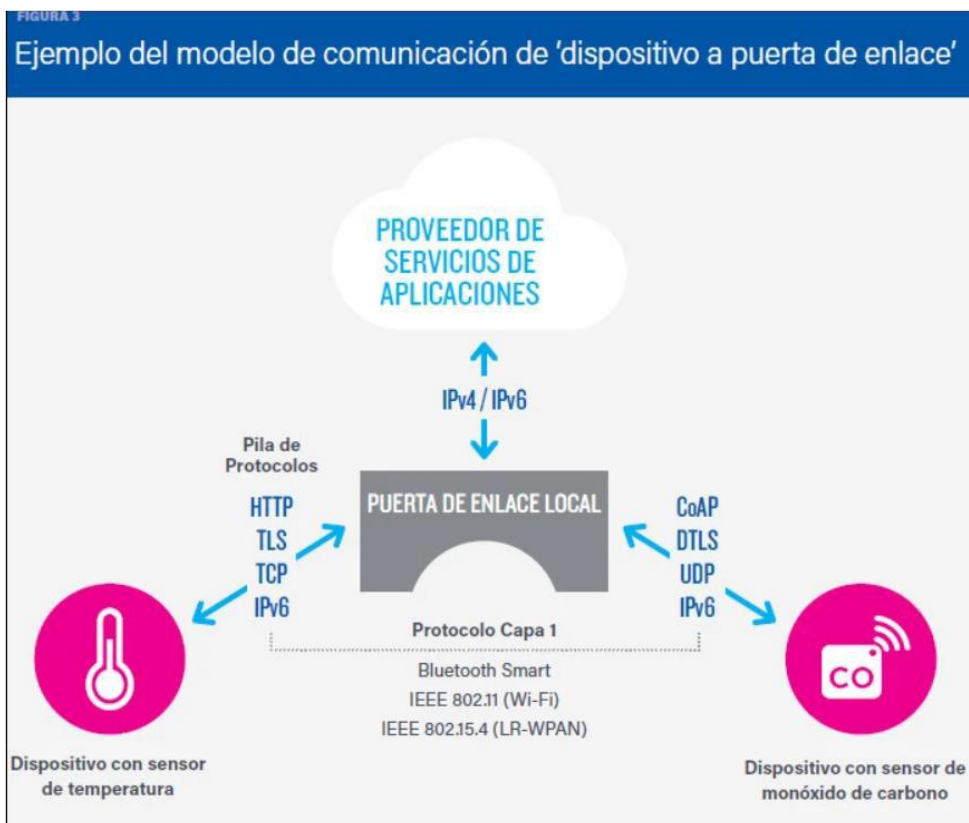 FIGURA 3
Ejemplo del modelo de comunicación de 'dispositivo a puerta de enlace'
PROVEEDOR DE
SERVICIOS DE
APLICACIONES
IPv4 / IPv6
Pila de
Protocolos
HTTP
TLS
TCP
IPv6
PUERTA DE ENLACE LOCAL
CoAP
DTLS
UDP
IPv6
Protocolo Capa 1
Bluetooth Smart
IEEE 802.11 (Wi-Fi)
IEEE 802.15.4 (LR-WPAN)
CO
Dispositivo con sensor
de temperatura
Dispositivo con sensor de
monóxido de carbono